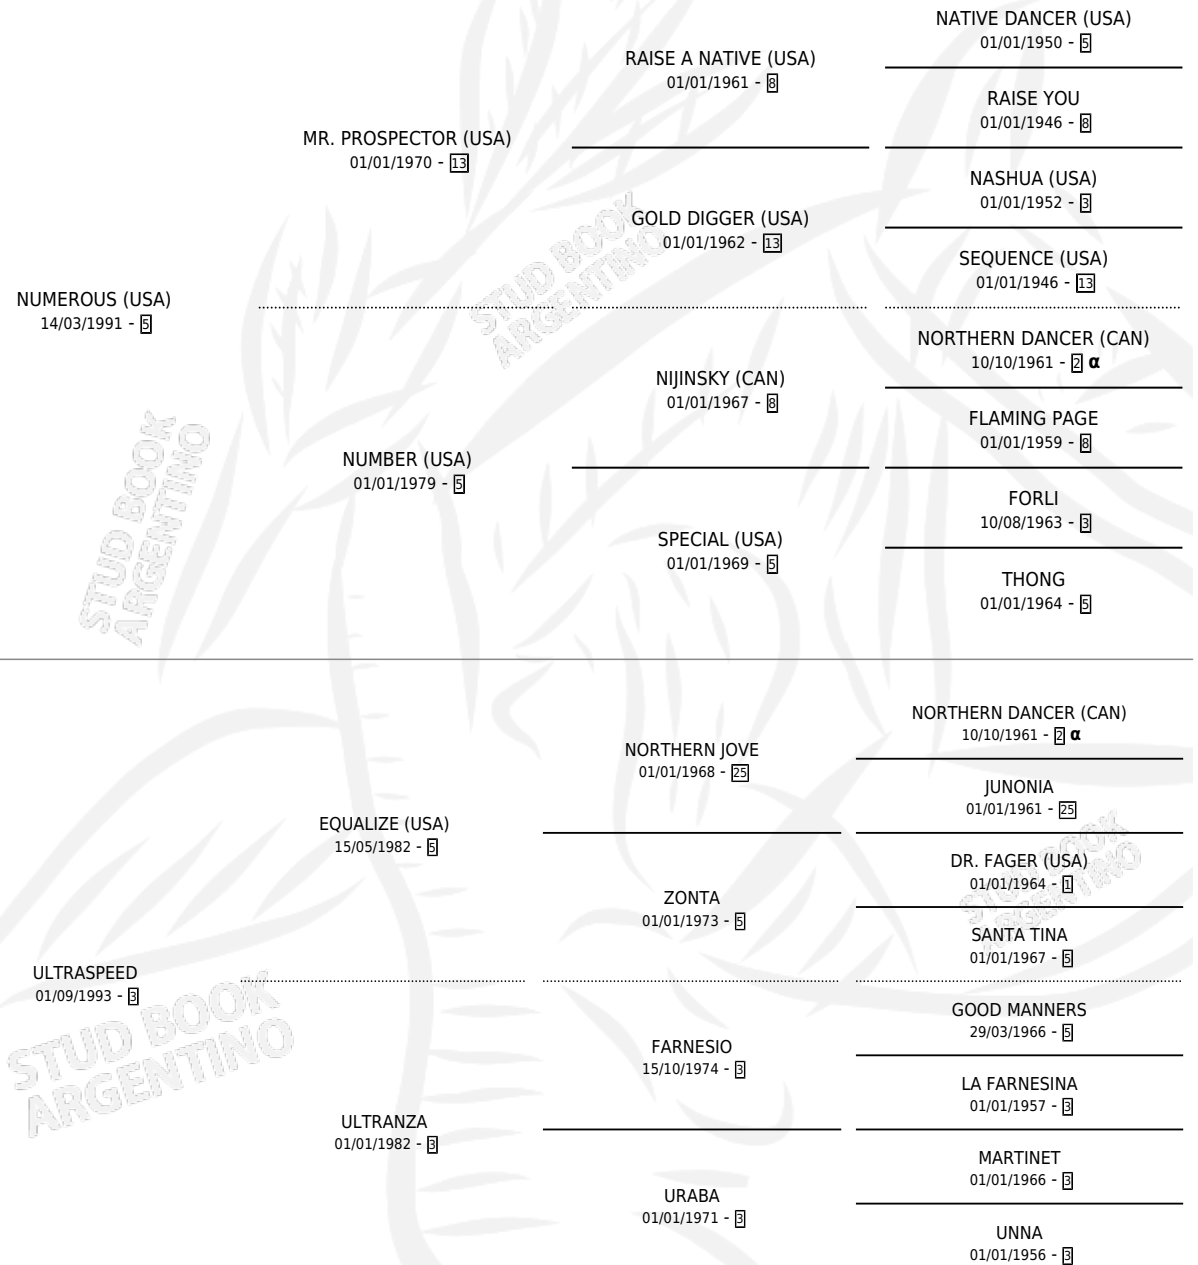 NUMEROUS (USA)
14/03/1991 - 5
MR. PROSPECTOR (USA)
01/01/1970 - 13
RAISE A NATIVE (USA)
01/01/1961 - 8
NATIVE DANCER (USA)
01/01/1950 - 5
RAISE YOU
01/01/1946 - 8
GOLD DIGGER (USA)
01/01/1962 - 13
NASHUA (USA)
01/01/1952 - 3
SEQUENCE (USA)
01/01/1946 - 13
NUMBER (USA)
01/01/1979 - 5
NIJINSKY (CAN)
01/01/1967 - 8
NORTHERN DANCER (CAN)
10/10/1961 - 2 α
FLAMING PAGE
01/01/1959 - 8
SPECIAL (USA)
01/01/1969 - 5
FORLI
10/08/1963 - 3
THONG
01/01/1964 - 5
STUD BOOK
ARGENTINO
STUD BOOK
ARGENTINO
ULTRASPEED
01/09/1993 - 3
EQUALIZE (USA)
15/05/1982 - 5
NORTHERN JOVE
01/01/1968 - 25
NORTHERN DANCER (CAN)
10/10/1961 - 2 α
JUNONIA
01/01/1961 - 25
ZONTA
01/01/1973 - 5
DR. FAGER (USA)
01/01/1964 - 1
SANTA TINA
01/01/1967 - 5
ULTRANZA
01/01/1982 - 3
FARNESIO
15/10/1974 - 3
GOOD MANNERS
29/03/1966 - 5
LA FARNESINA
01/01/1957 - 3
URABA
01/01/1971 - 3
MARTINET
01/01/1966 - 3
UNNA
01/01/1956 - 3
STUD BOOK
ARGENTINO
STUD BOOK
ARGENTINO